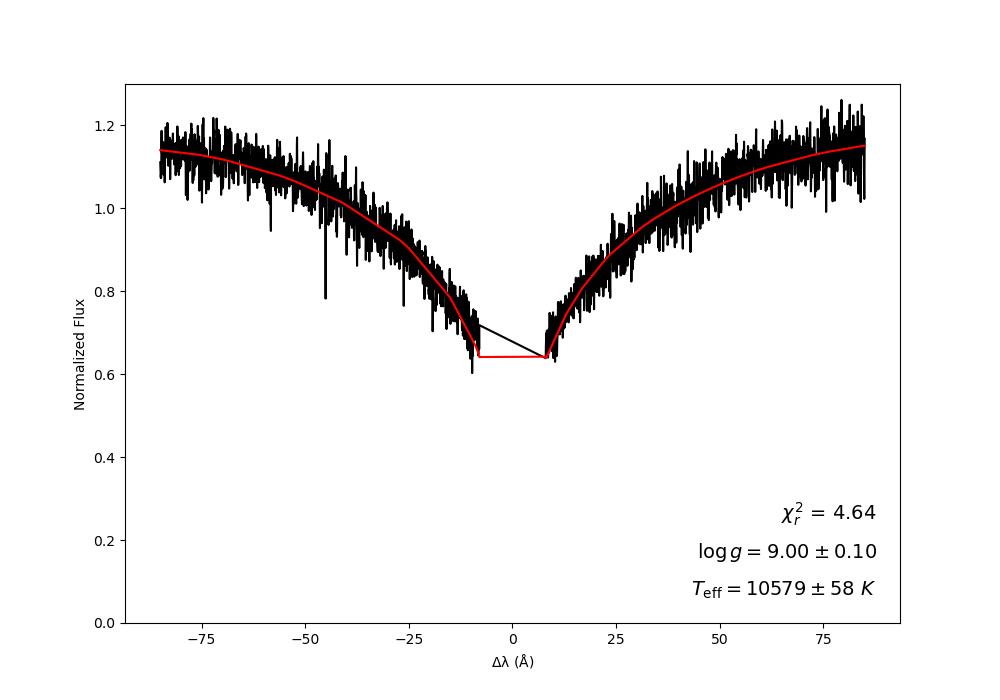 1.2
1.0
0.8
0.6
0.4
0.2
0.0
Normalized Flux
χ²ᵣ = 4.64
log g = 9.00 ± 0.10
T_eff = 10579 ± 58 K
−75
−50
−25
0
25
50
75
Δλ (Å)